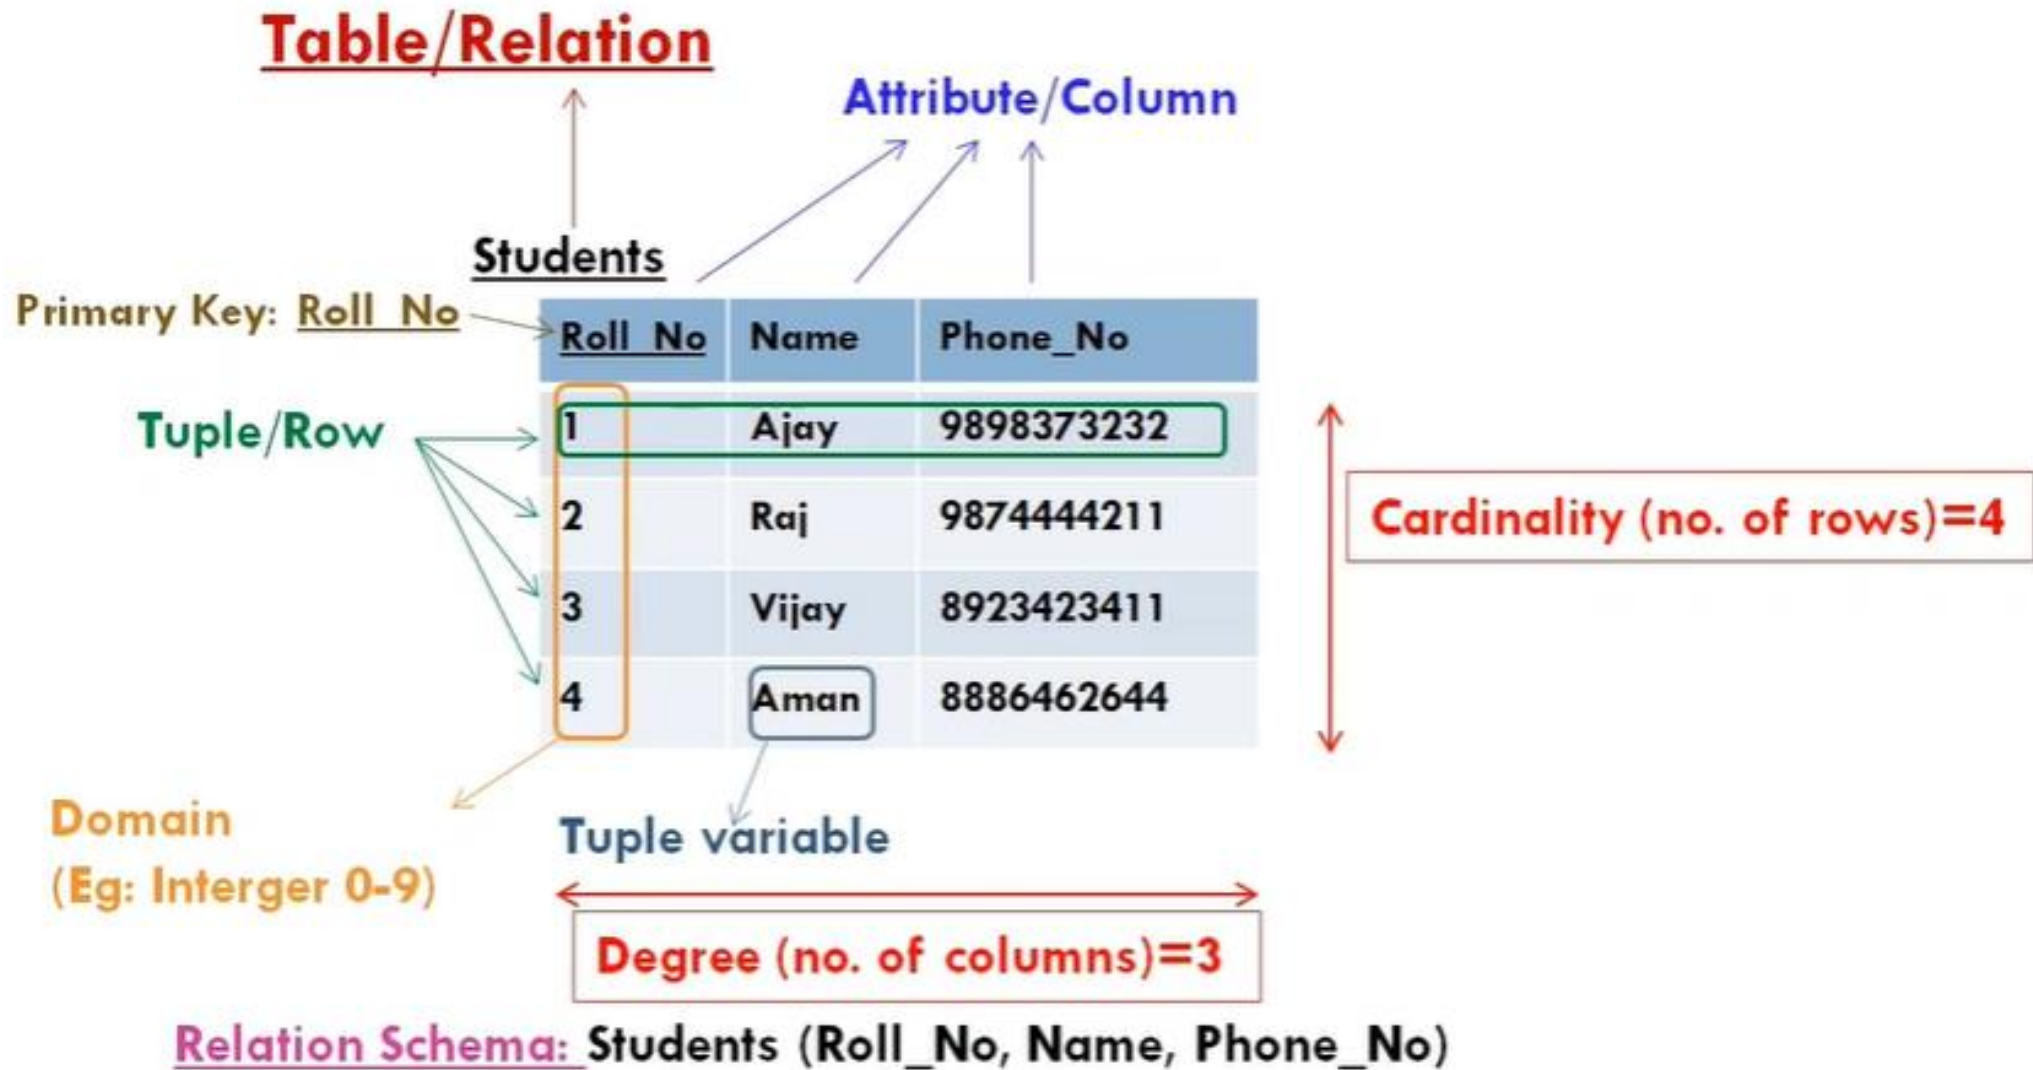 Table/Relation
Attribute/Column
Students
Primary Key: Roll_No
Roll_No Name Phone_No
Tuple/Row
1 Ajay 9898373232
2 Raj 9874444211
3 Vijay 8923423411
4 Aman 8886462644
Cardinality (no. of rows)=4
Domain
(Eg: Interger 0-9)
Tuple variable
Degree (no. of columns)=3
Relation Schema: Students (Roll_No, Name, Phone_No)